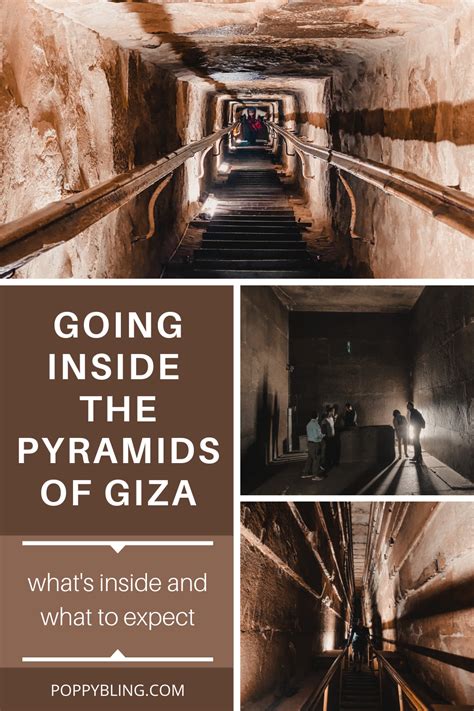 GOING
INSIDE
THE
PYRAMIDS
OF GIZA
what's inside and
what to expect
POPPYBLING.COM